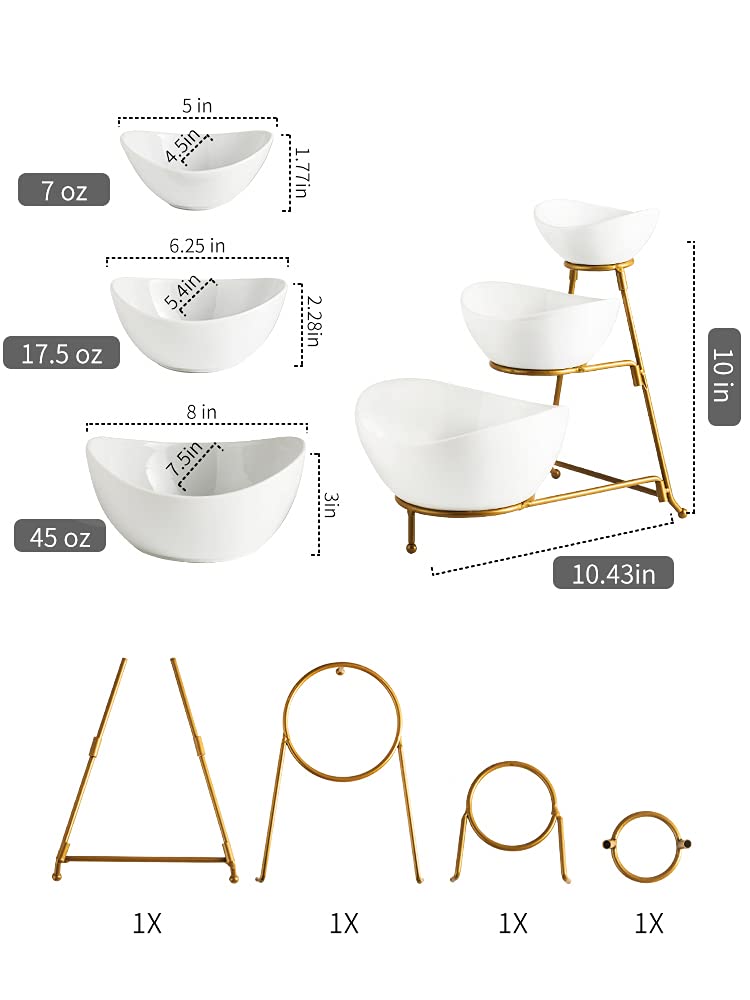 5 in
4.5in
1.77in
7 oz
6.25 in
5.4in
2.28in
17.5 oz
8 in
7.5in
3in
45 oz
10 in
10.43in
1X
1X
1X
1X